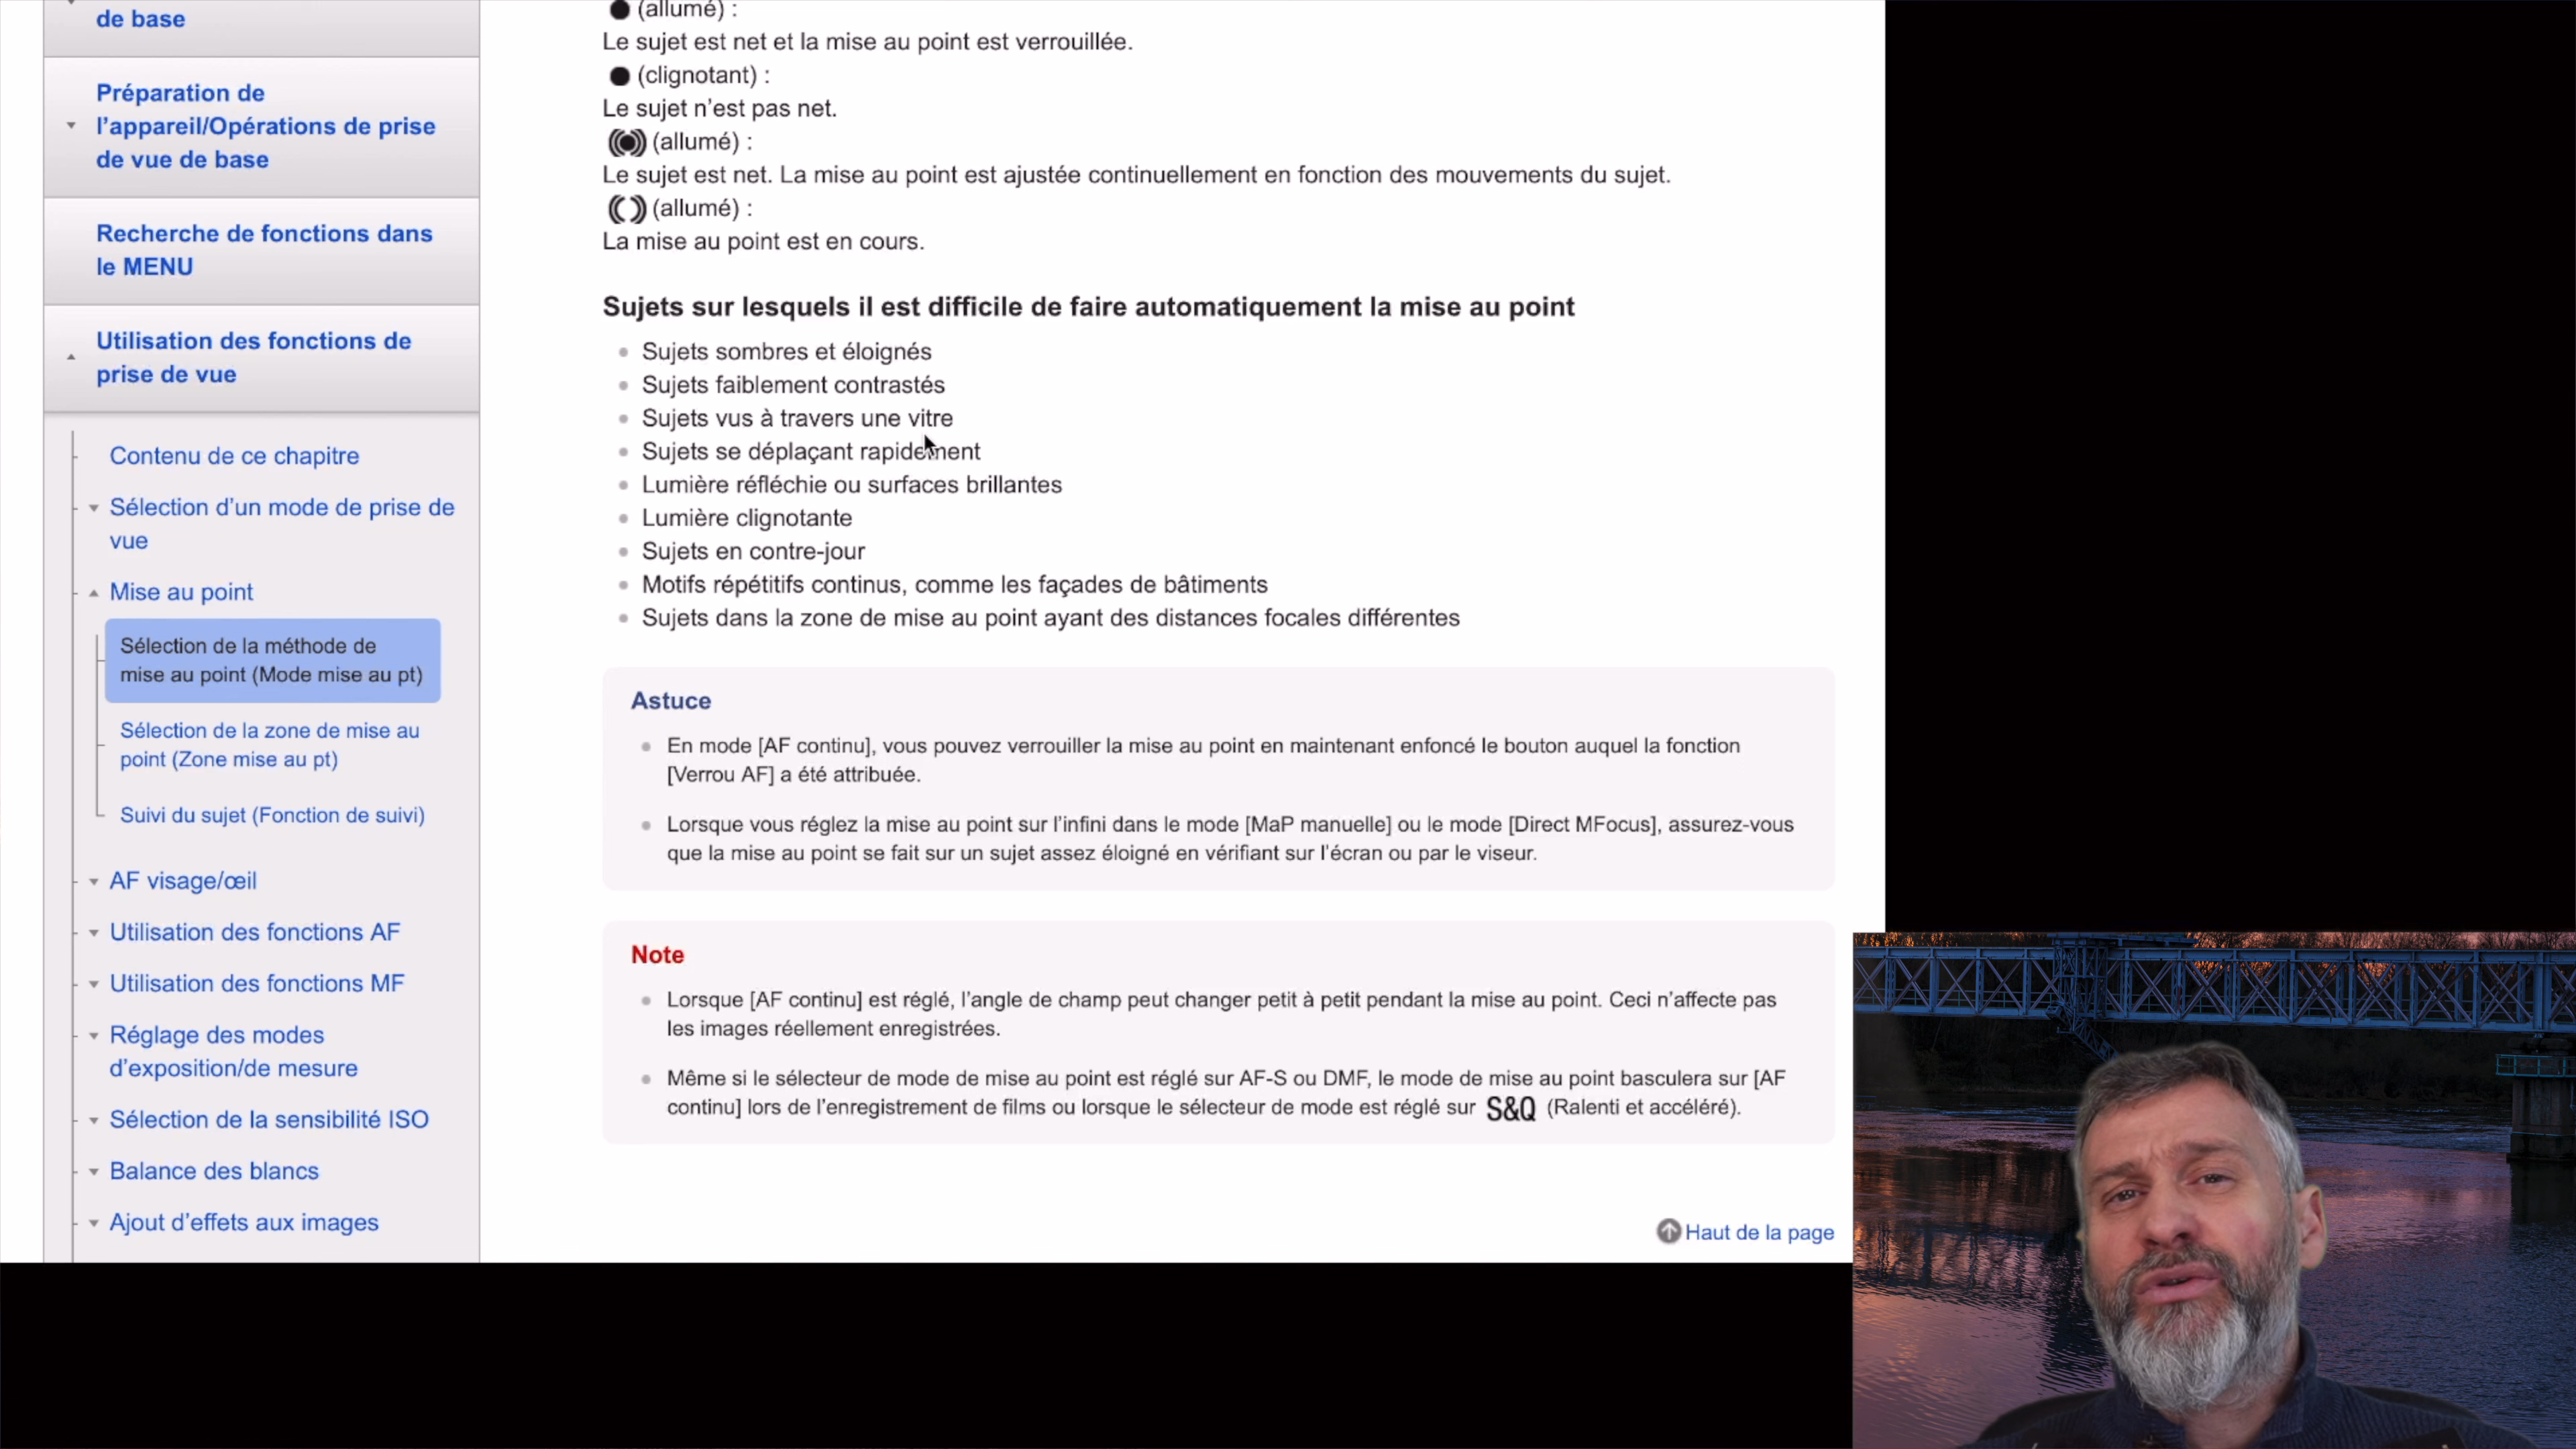 de base
Préparation de
l’appareil/Opérations de prise
de vue de base
Recherche de fonctions dans
le MENU
Utilisation des fonctions de
prise de vue
Contenu de ce chapitre
Sélection d’un mode de prise de
vue
Mise au point
Sélection de la méthode de
mise au point (Mode mise au pt)
Sélection de la zone de mise au
point (Zone mise au pt)
Suivi du sujet (Fonction de suivi)
AF visage/œil
Utilisation des fonctions AF
Utilisation des fonctions MF
Réglage des modes
d’exposition/de mesure
Sélection de la sensibilité ISO
Balance des blancs
Ajout d’effets aux images
(allumé) :
Le sujet est net et la mise au point est verrouillée.
(clignotant) :
Le sujet n’est pas net.
(allumé) :
Le sujet est net. La mise au point est ajustée continuellement en fonction des mouvements du sujet.
(allumé) :
La mise au point est en cours.
Sujets sur lesquels il est difficile de faire automatiquement la mise au point
Sujets sombres et éloignés
Sujets faiblement contrastés
Sujets vus à travers une vitre
Sujets se déplaçant rapidement
Lumière réfléchie ou surfaces brillantes
Lumière clignotante
Sujets en contre-jour
Motifs répétitifs continus, comme les façades de bâtiments
Sujets dans la zone de mise au point ayant des distances focales différentes
Astuce
En mode [AF continu], vous pouvez verrouiller la mise au point en maintenant enfoncé le bouton auquel la fonction
[Verrou AF] a été attribuée.
Lorsque vous réglez la mise au point sur l’infini dans le mode [MaP manuelle] ou le mode [Direct MFocus], assurez-vous
que la mise au point se fait sur un sujet assez éloigné en vérifiant sur l’écran ou par le viseur.
Note
Lorsque [AF continu] est réglé, l’angle de champ peut changer petit à petit pendant la mise au point. Ceci n’affecte pas
les images réellement enregistrées.
Même si le sélecteur de mode de mise au point est réglé sur AF-S ou DMF, le mode de mise au point basculera sur [AF
continu] lors de l’enregistrement de films ou lorsque le sélecteur de mode est réglé sur S&Q (Ralenti et accéléré).
Haut de la page